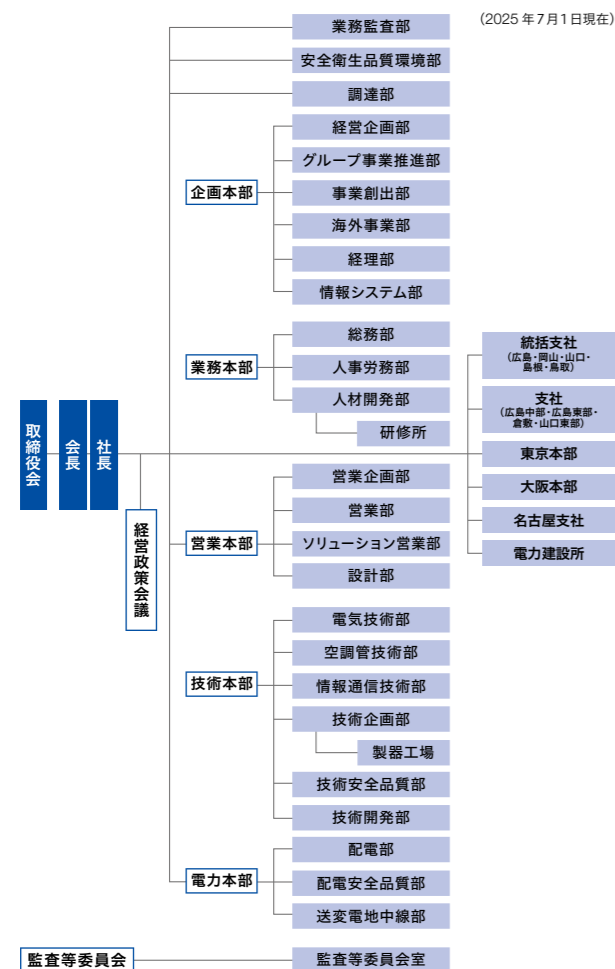 (2025年7月1日現在)
業務監査部
安全衛生品質環境部
調達部
企画本部
経営企画部
グループ事業推進部
事業創出部
海外事業部
経理部
情報システム部
業務本部
総務部
人事労務部
人材開発部
研修所
取締役会
会長
社長
経営政策会議
営業本部
営業企画部
営業部
ソリューション営業部
設計部
技術本部
電気技術部
空調管技術部
情報通信技術部
技術企画部
製器工場
技術安全品質部
技術開発部
電力本部
配電部
配電安全品質部
送変電地中線部
統括支社
(広島・岡山・山口・
島根・鳥取)
支社
(広島中部・広島東部・
倉敷・山口東部)
東京本部
大阪本部
名古屋支社
電力建設所
監査等委員会
監査等委員会室